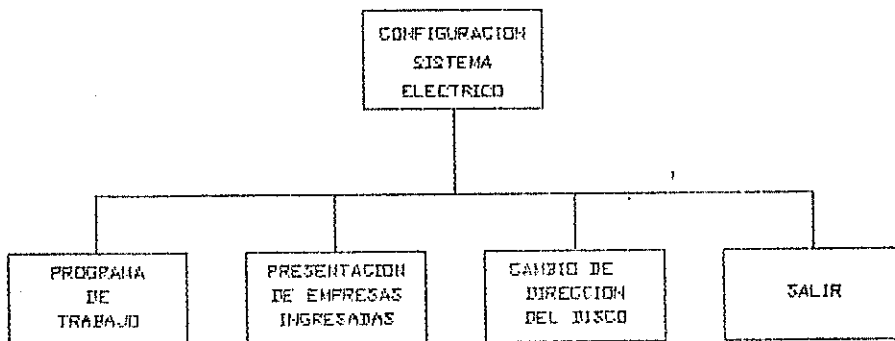 CONFIGURACION
SISTEMA
ELECTRICO
PROGRAMA
DE
TRABAJO
PRESENTACION
DE EMPRESAS
INGRESADAS
CAMBIO DE
DIRECCION
DEL DISCO
SALIR